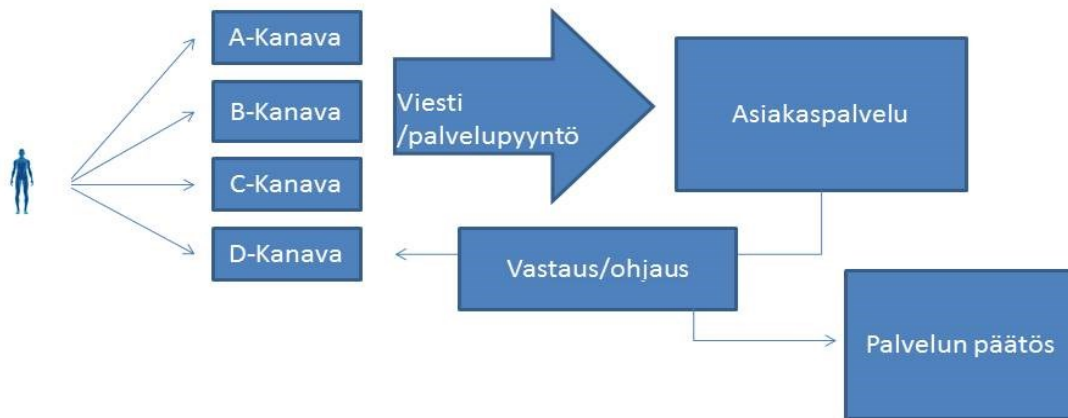 A-Kanava
B-Kanava
C-Kanava
D-Kanava
Viesti
/palvelupyyntö
Asiakaspalvelu
Vastaus/ohjaus
Palvelun päätös